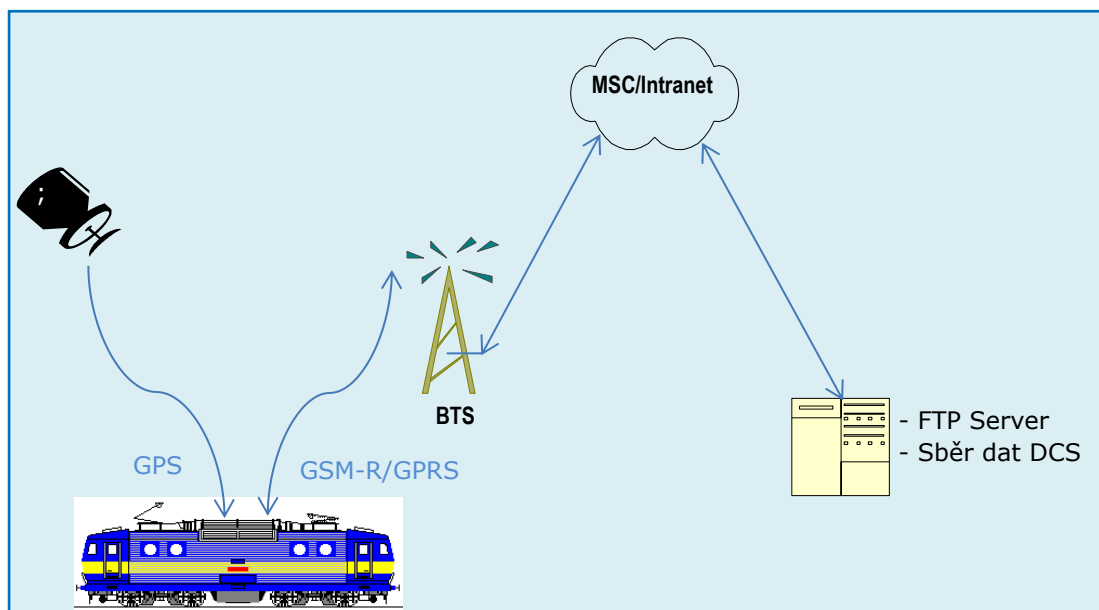 MSC/Intranet
;
BTS
- FTP Server
- Sběr dat DCS
GPS
GSM-R/GPRS